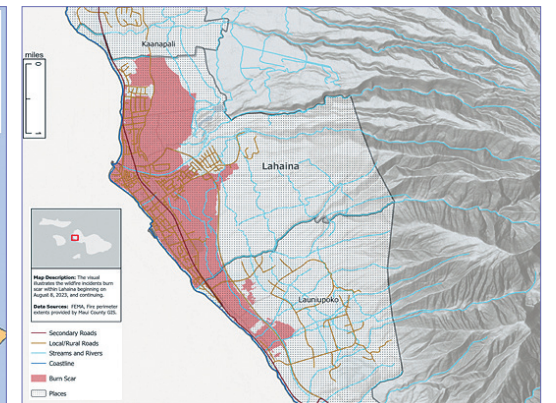 Kaanapali
miles
0
1
Lahaina
Map Description: The visual
illustrates the wildfire incidents burn
scar within Lahaina beginning on
August 8, 2023, and continuing.
Data Sources: FEMA, Fire perimeter
extents provided by Maui County GIS.
Launiupoko
Secondary Roads
Local/Rural Roads
Streams and Rivers
Coastline
Burn Scar
Places